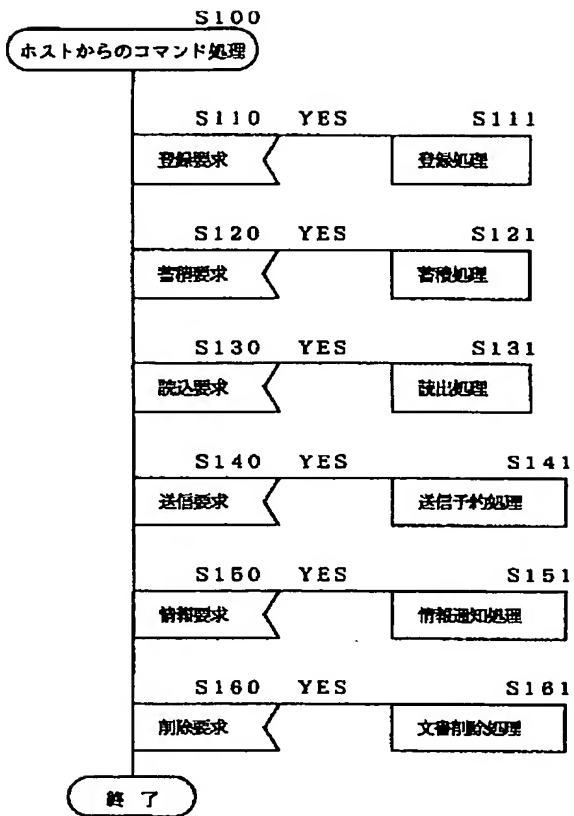 S100
ホストからのコマンド処理
S110 YES S111
登録要求 登録処理
S120 YES S121
蓄積要求 蓄積処理
S130 YES S131
読込要求 読出処理
S140 YES S141
送信要求 送信予約処理
S150 YES S151
情報要求 情報通知処理
S160 YES S161
削除要求 文書削除処理
終了